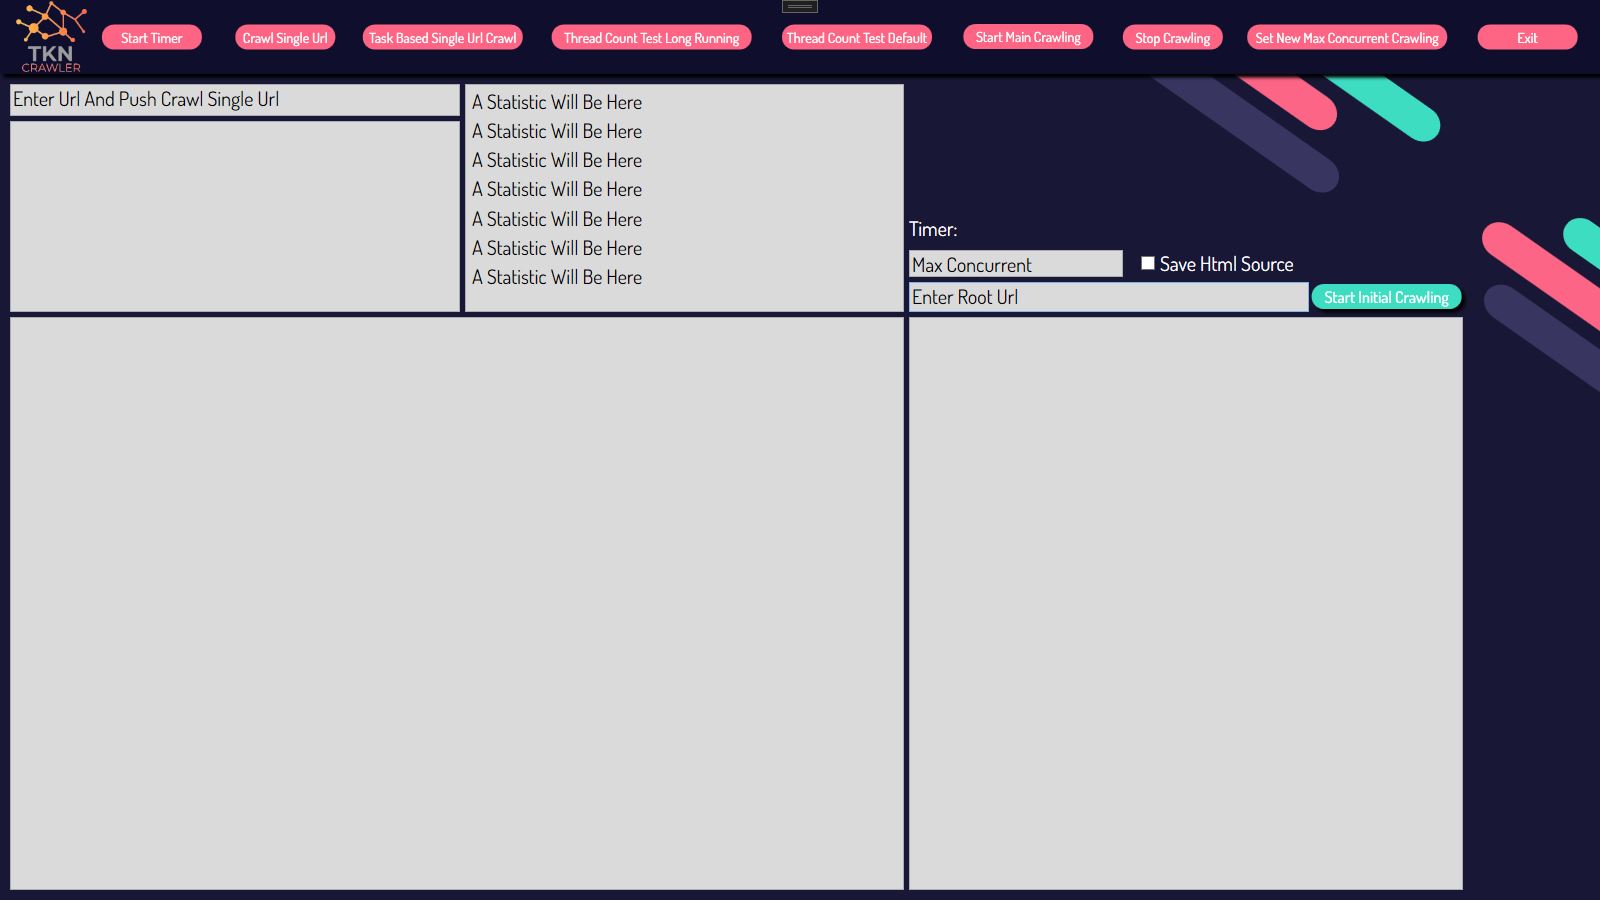 TKN
CRAWLER
Start Timer
Crawl Single Url
Task Based Single Url Crawl
Thread Count Test Long Running
Thread Count Test Default
Start Main Crawling
Stop Crawling
Set New Max Concurrent Crawling
Exit
Enter Url And Push Crawl Single Url
A Statistic Will Be Here
A Statistic Will Be Here
A Statistic Will Be Here
A Statistic Will Be Here
A Statistic Will Be Here
A Statistic Will Be Here
A Statistic Will Be Here
Timer:
Max Concurrent
Save Html Source
Enter Root Url
Start Initial Crawling